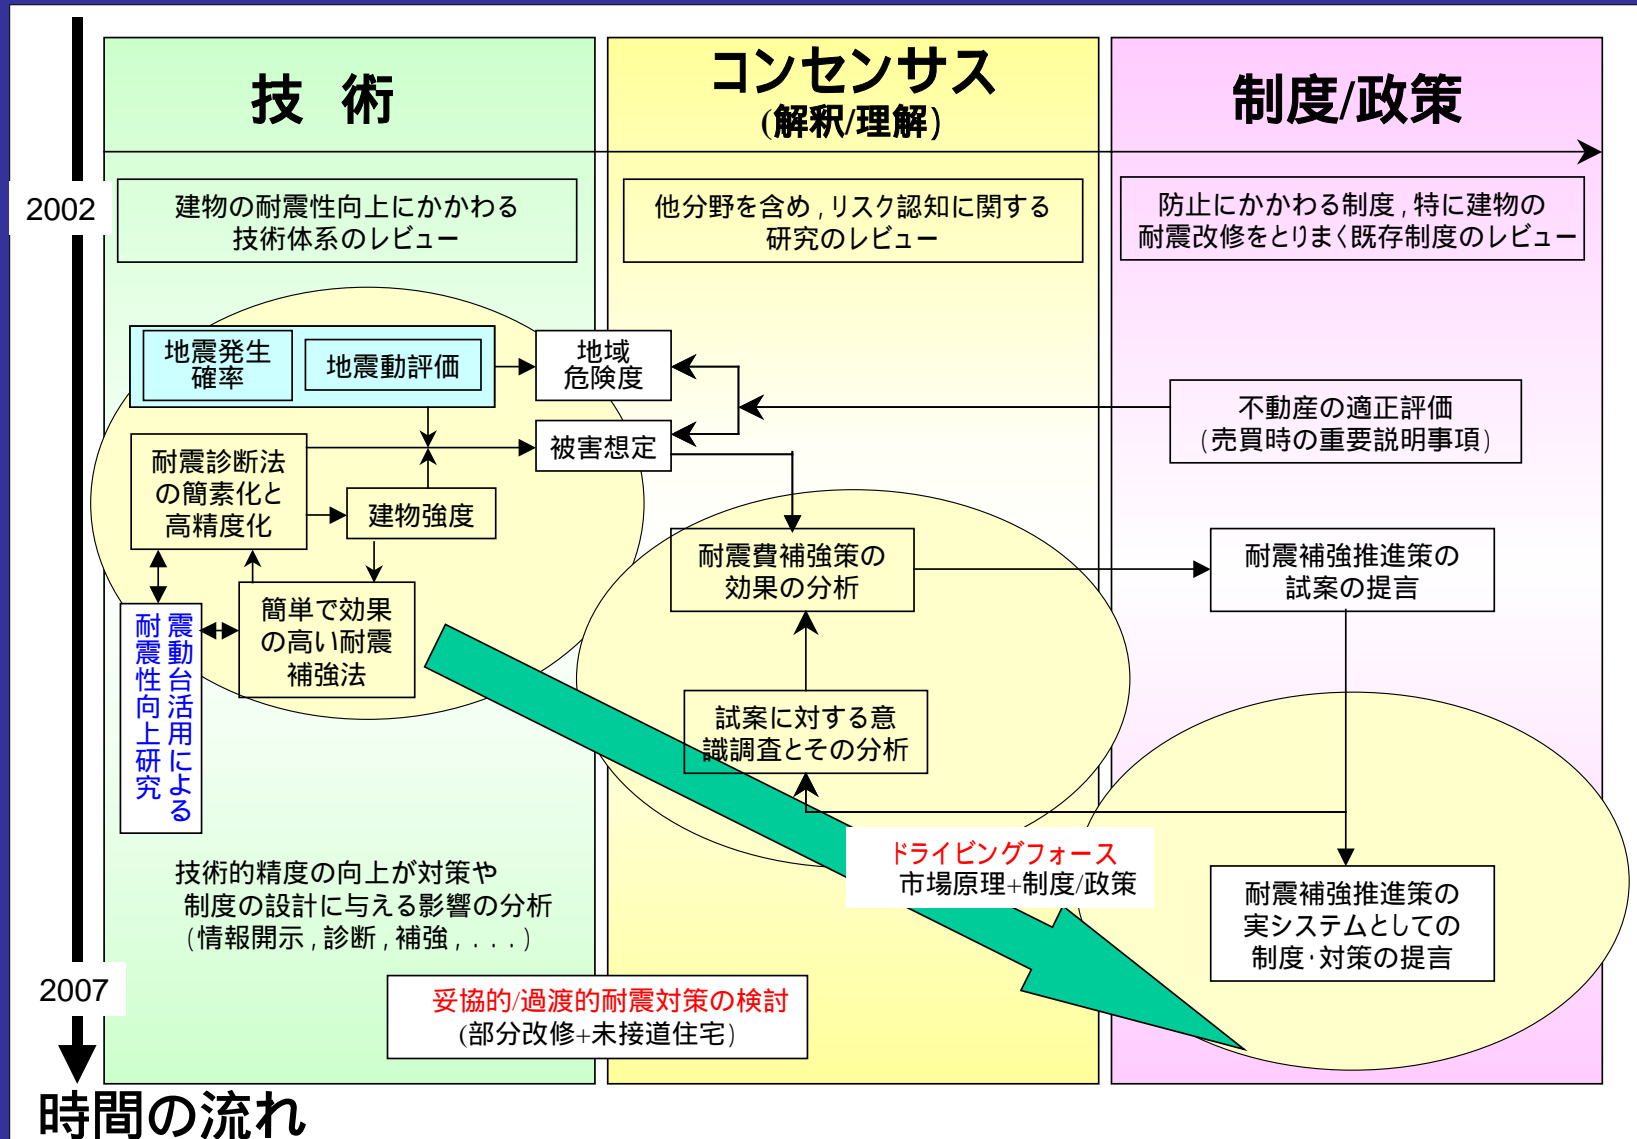 技 術
コンセンサス
(解釈/理解)
制度/政策
2002
建物の耐震性向上にかかわる
技術体系のレビュー
他分野を含め,リスク認知に関する
研究のレビュー
防止にかかわる制度,特に建物の
耐震改修をとりまく既存制度のレビュー
地震発生
確率
地震動評価
地域
危険度
被害想定
不動産の適正評価
(売買時の重要説明事項)
耐震診断法
の簡素化と
高精度化
建物強度
耐震費補強策の
効果の分析
耐震補強推進策の
試案の提言
震動台活用による
耐震性向上研究
簡単で効果
の高い耐震
補強法
試案に対する意
識調査とその分析
ドライビングフォース
市場原理+制度/政策
技術的精度の向上が対策や
制度の設計に与える影響の分析
(情報開示,診断,補強,...)
耐震補強推進策の
実システムとしての
制度・対策の提言
2007
妥協的/過渡的耐震対策の検討
(部分改修+未接道住宅)
時間の流れ